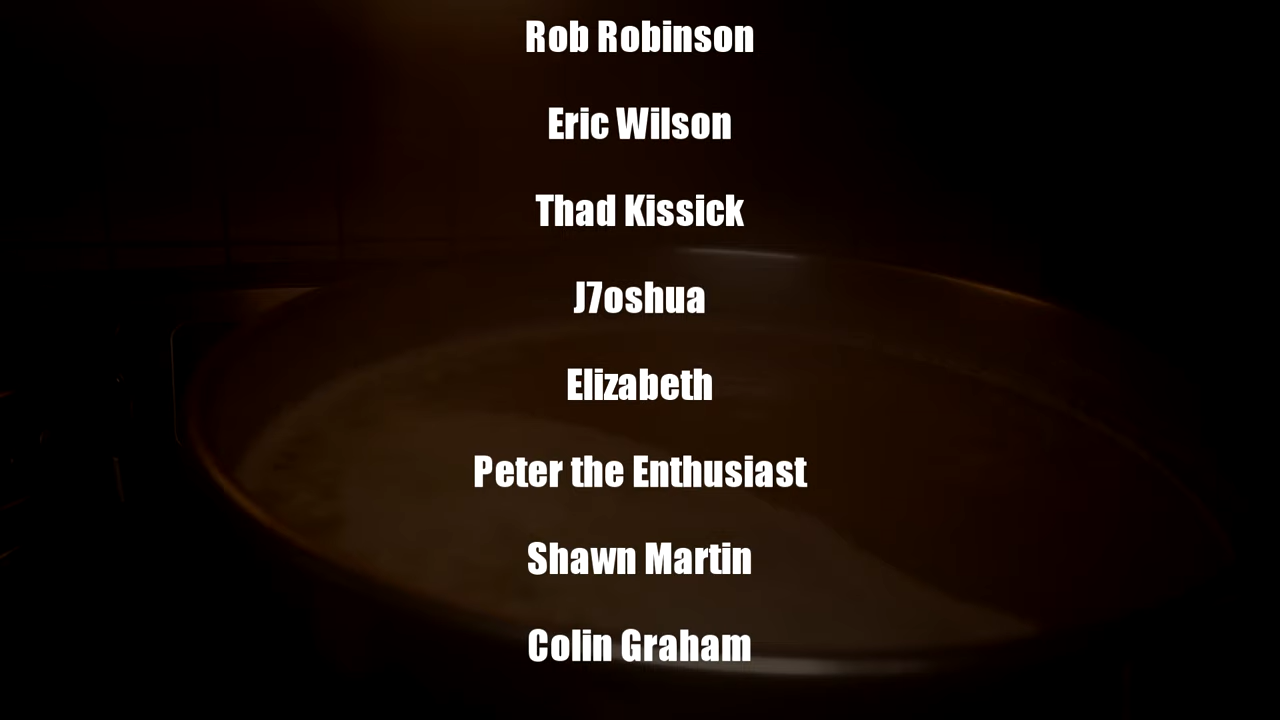 Rob Robinson
Eric Wilson
Thad Kissick
J7oshua
Elizabeth
Peter the Enthusiast
Shawn Martin
Colin Graham